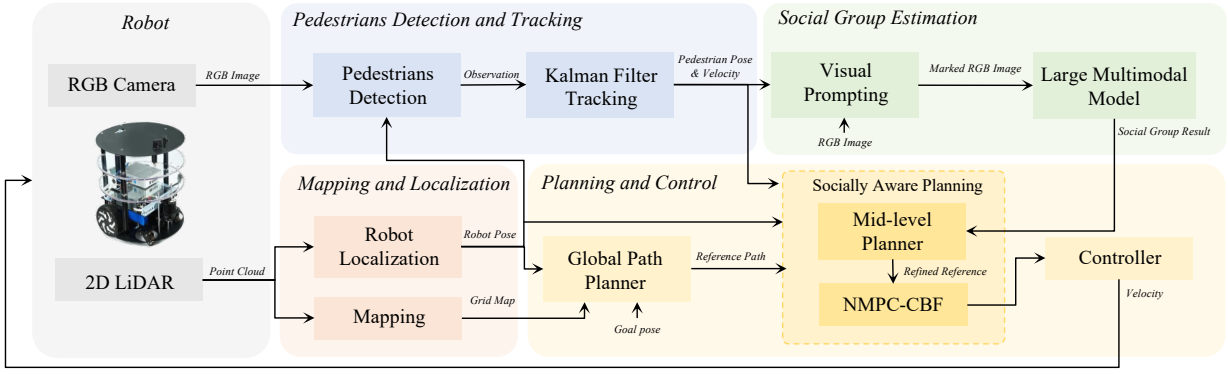 Robot
RGB Camera
RGB Image
2D LiDAR
Point Cloud
Pedestrians Detection and Tracking
Pedestrians
Detection
Observation
Kalman Filter
Tracking
Pedestrian Pose
& Velocity
Social Group Estimation
Visual
Prompting
RGB Image
Marked RGB Image
Large Multimodal
Model
Social Group Result
Mapping and Localization
Robot
Localization
Robot Pose
Mapping
Grid Map
Planning and Control
Global Path
Planner
Goal pose
Reference Path
Socially Aware Planning
Mid-level
Planner
Refined Reference
NMPC-CBF
Controller
Velocity